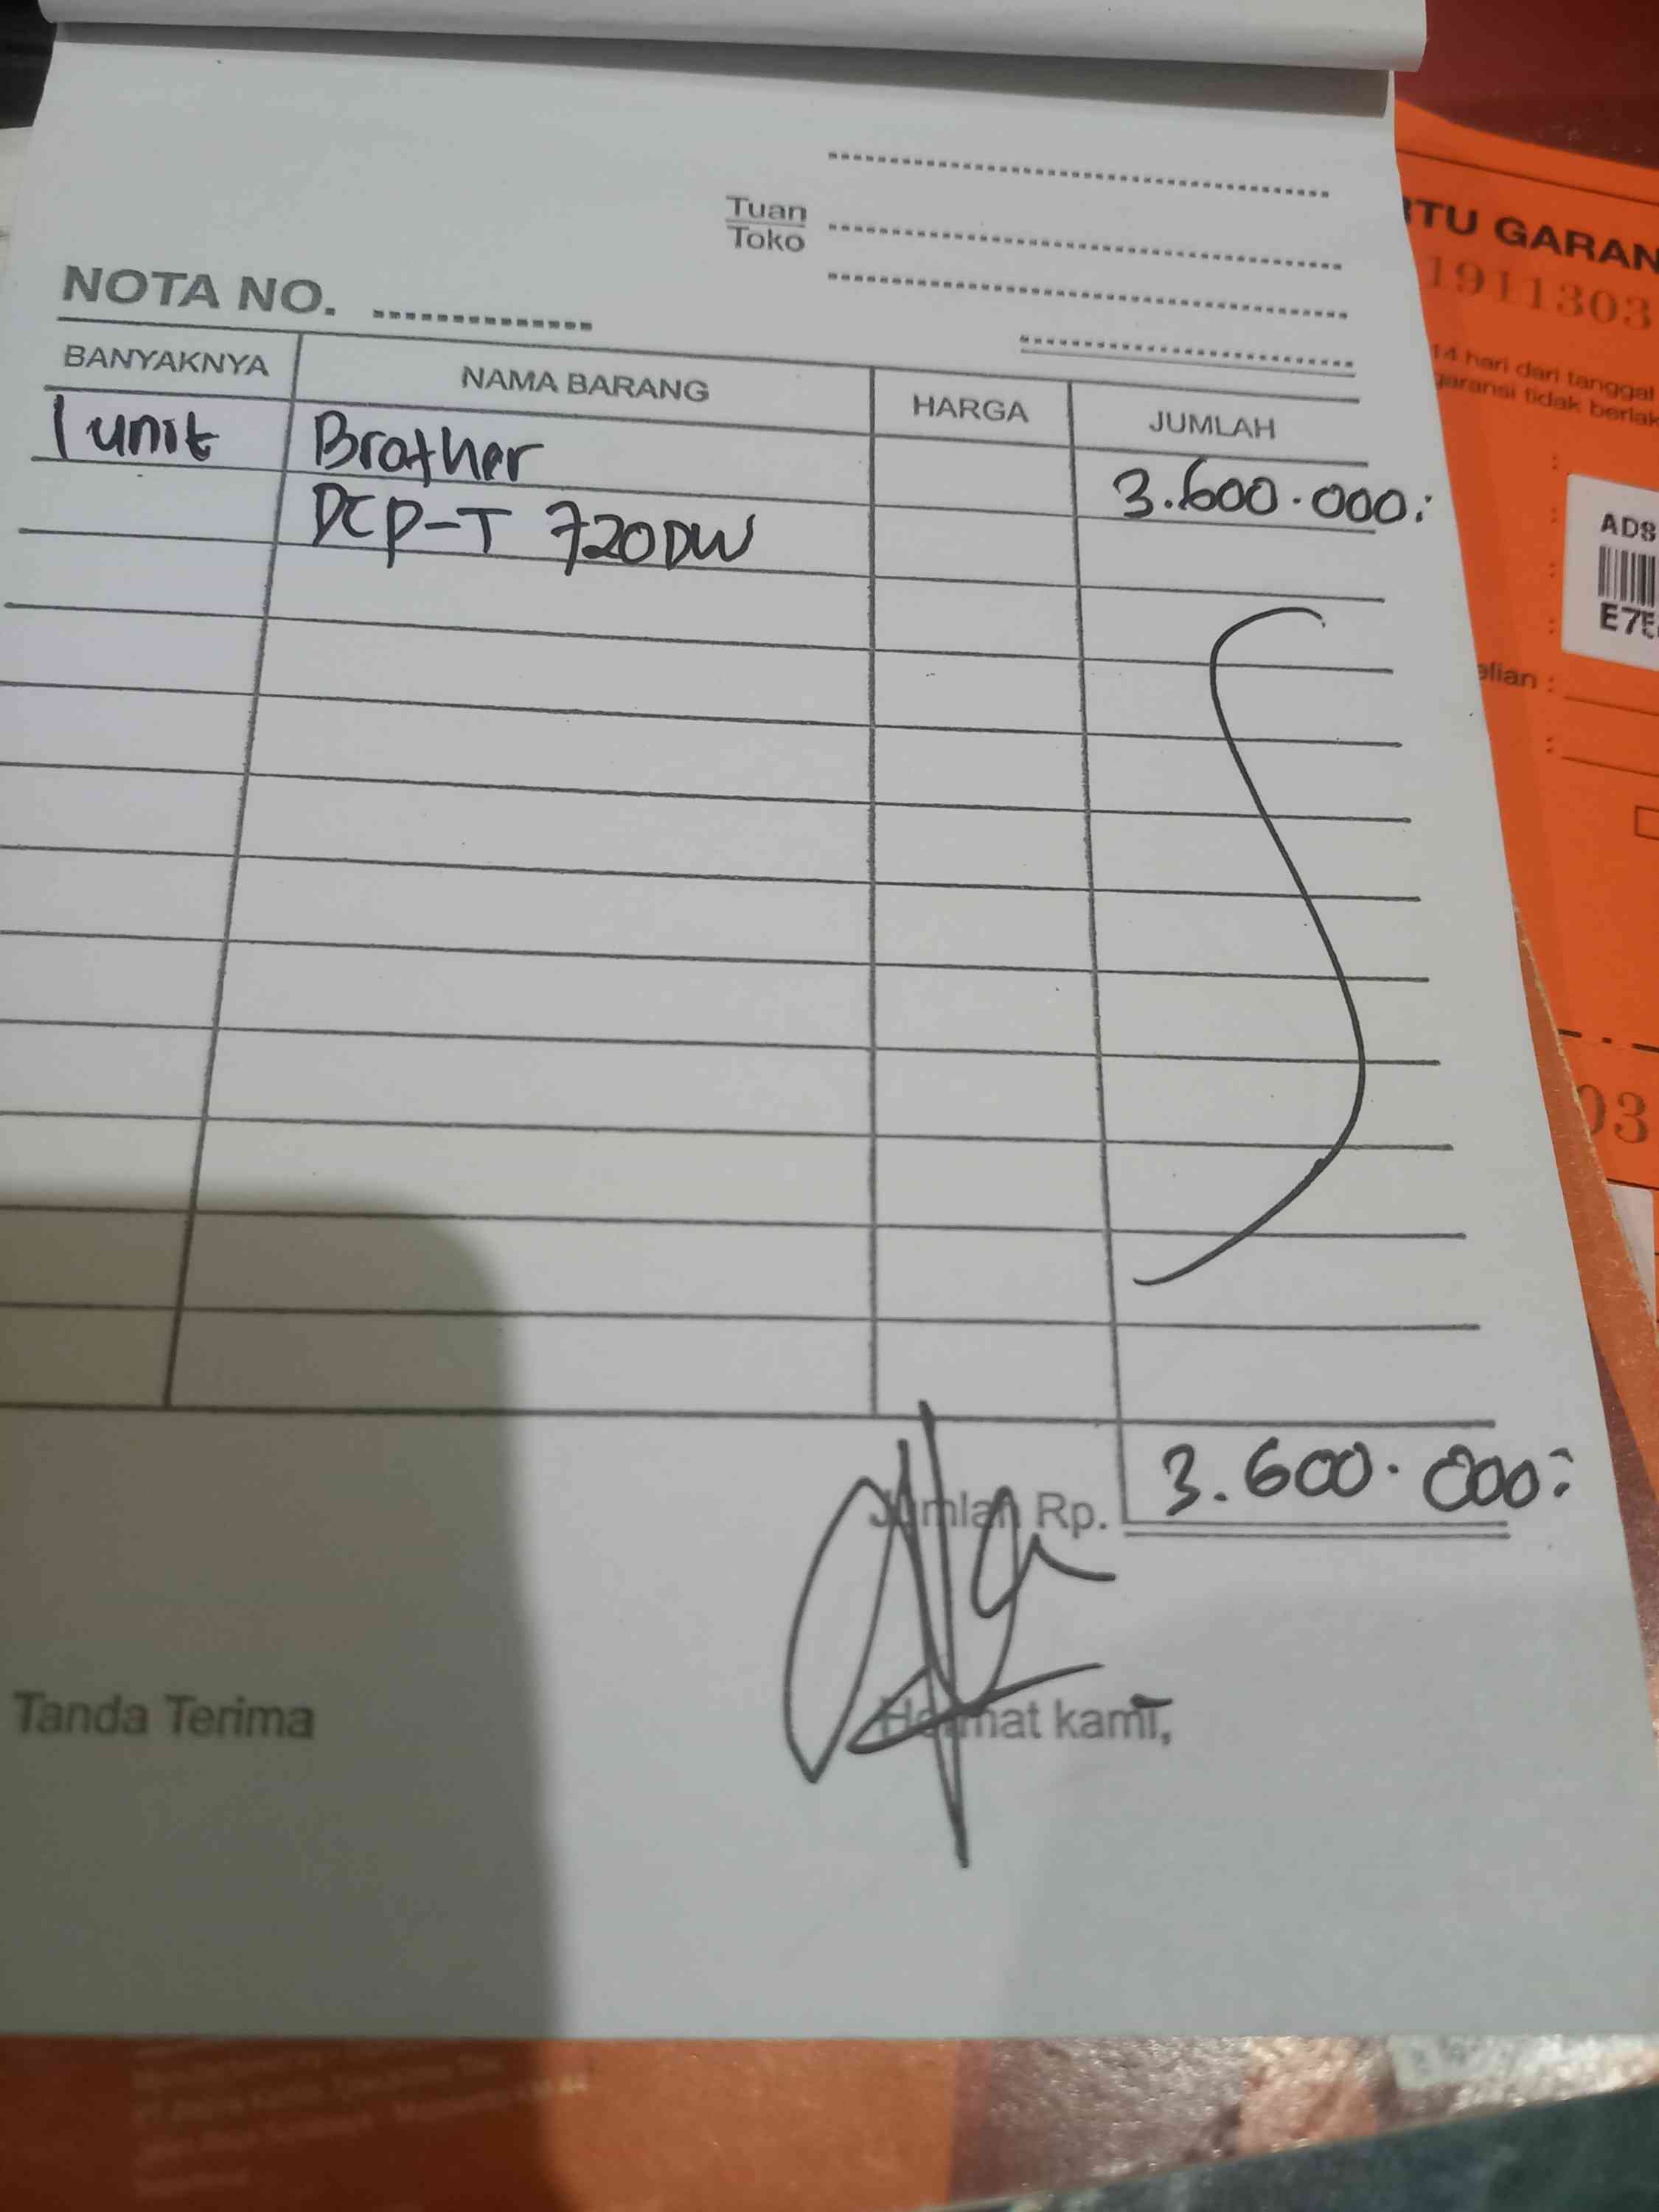 Tuan
Toko
NOTA NO.
BANYAKNYA NAMA BARANG HARGA JUMLAH
1 unit Brother 3.600.000
DCP-T 720DW
Jumlah Rp. 3.600.000
Tanda Terima Hormat kami,
RTU GARAN
1911303
14 hari dari tanggal
garansi tidak berlak
ADS
E75
elian :
03